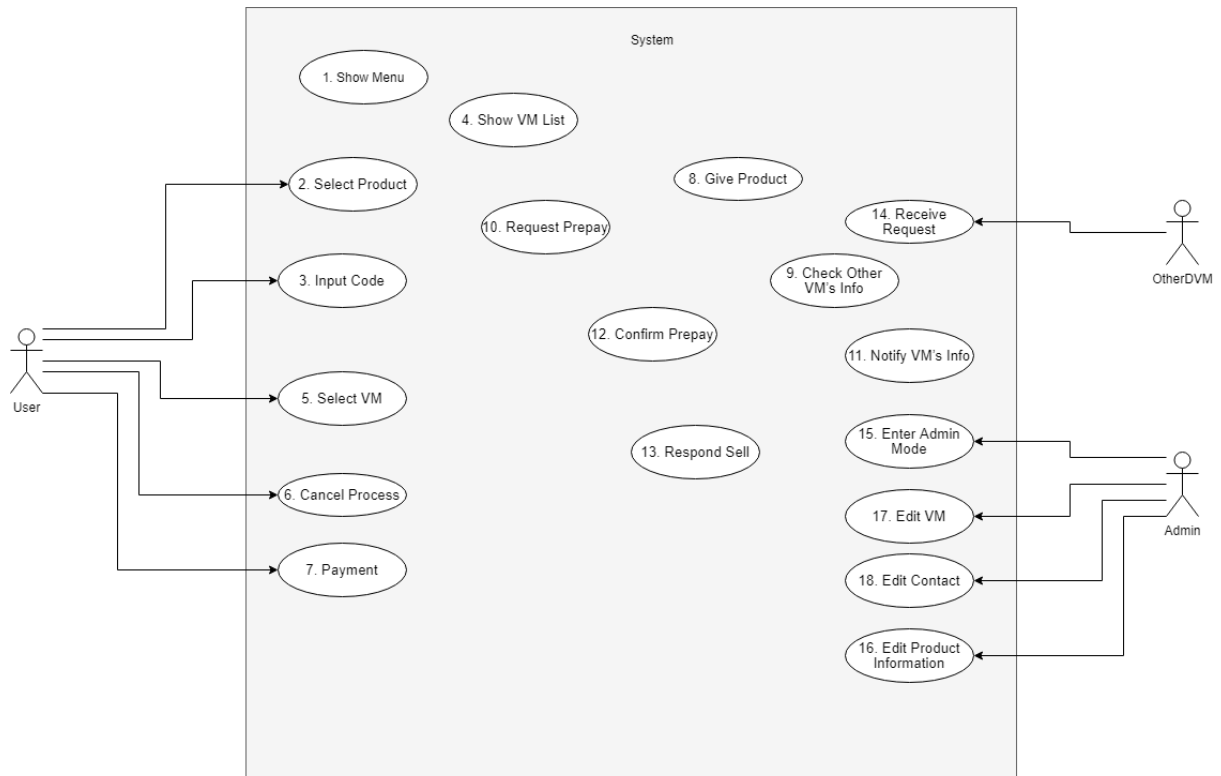 System
1. Show Menu
4. Show VM List
2. Select Product
8. Give Product
10. Request Prepay
14. Receive
Request
OtherDVM
3. Input Code
9. Check Other
VM's Info
12. Confirm Prepay
11. Notify VM's Info
User
5. Select VM
13. Respond Sell
15. Enter Admin
Mode
6. Cancel Process
17. Edit VM
Admin
7. Payment
18. Edit Contact
16. Edit Product
Information